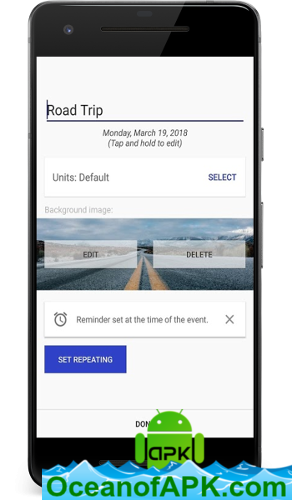 Road Trip
Monday, March 19, 2018
(Tap and hold to edit)
Units: Default
SELECT
Background image:
EDIT
DELETE
Reminder set at the time of the event.
SET REPEATING
DON
apk
OceanofAPK.com